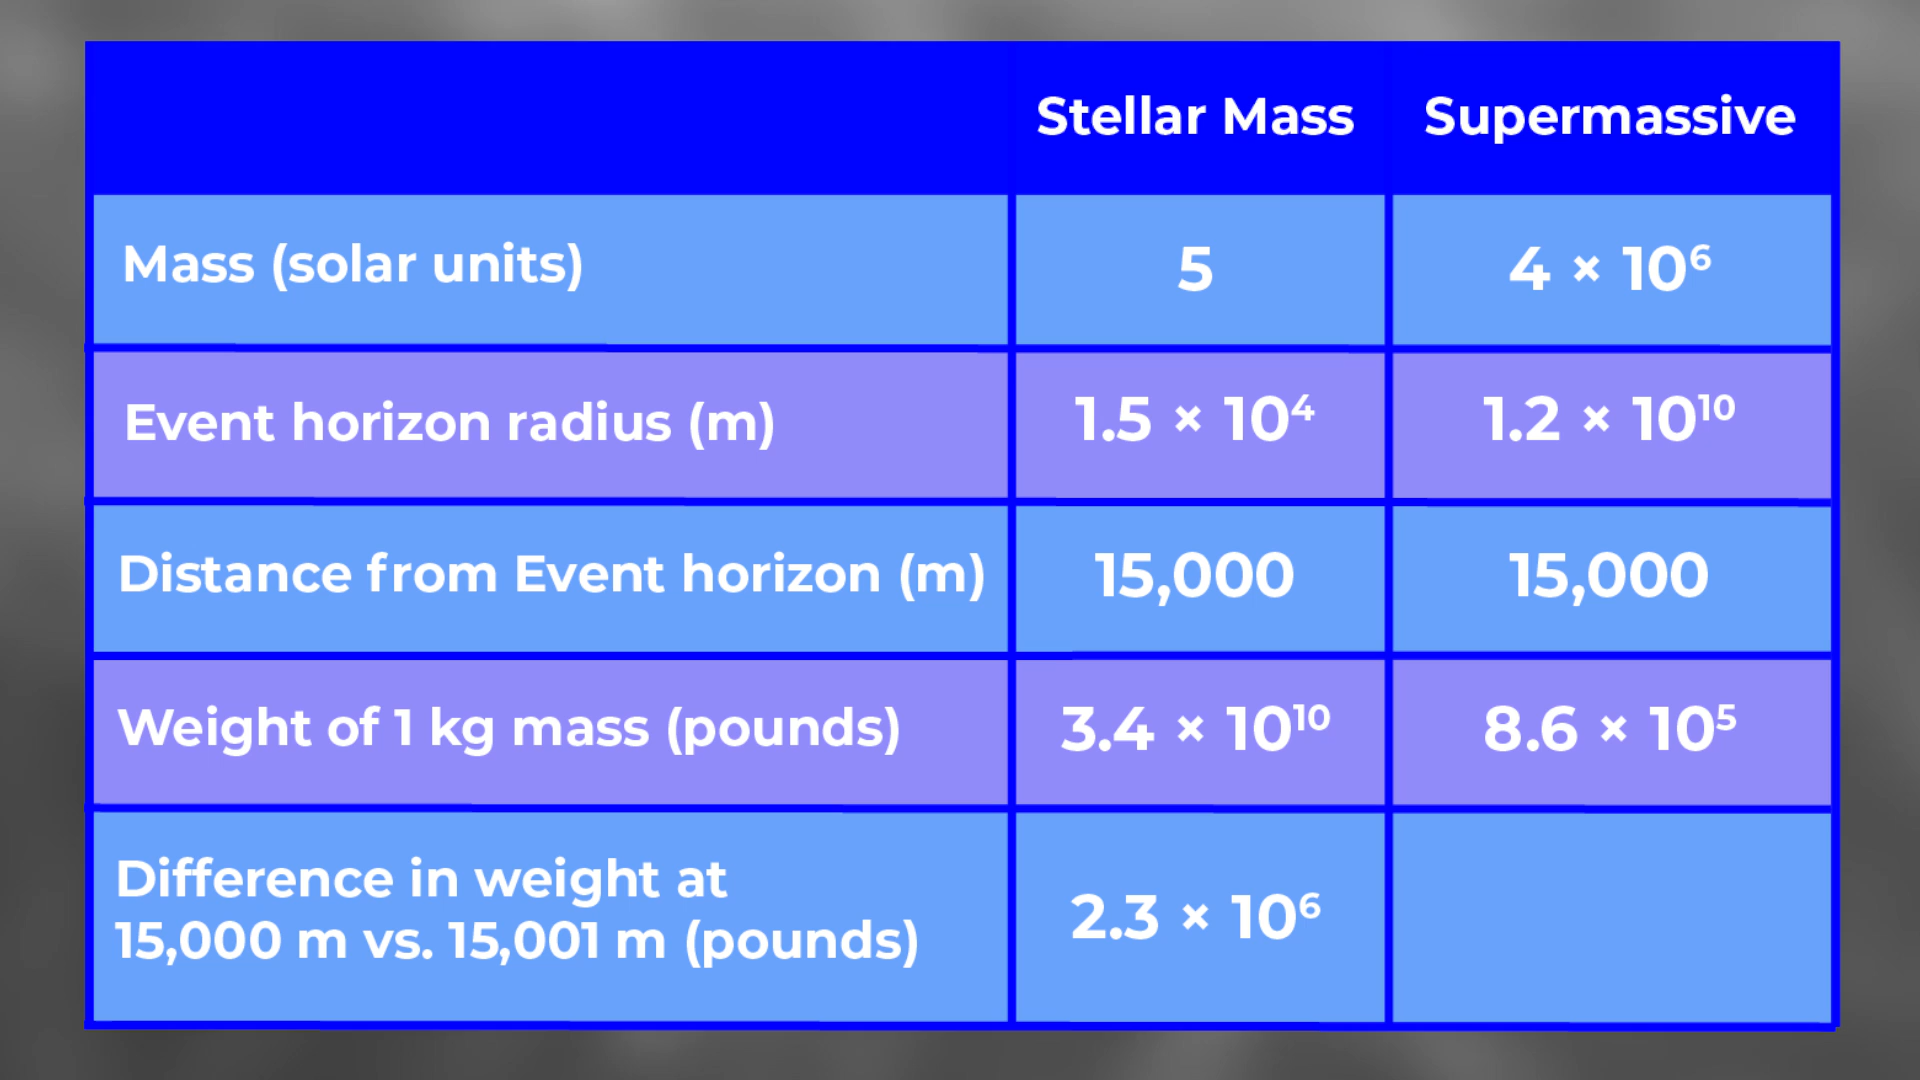 Stellar Mass Supermassive
Mass (solar units) 5 4 × 10⁶
Event horizon radius (m) 1.5 × 10⁴ 1.2 × 10¹⁰
Distance from Event horizon (m) 15,000 15,000
Weight of 1 kg mass (pounds) 3.4 × 10¹⁰ 8.6 × 10⁵
Difference in weight at
15,000 m vs. 15,001 m (pounds) 2.3 × 10⁶